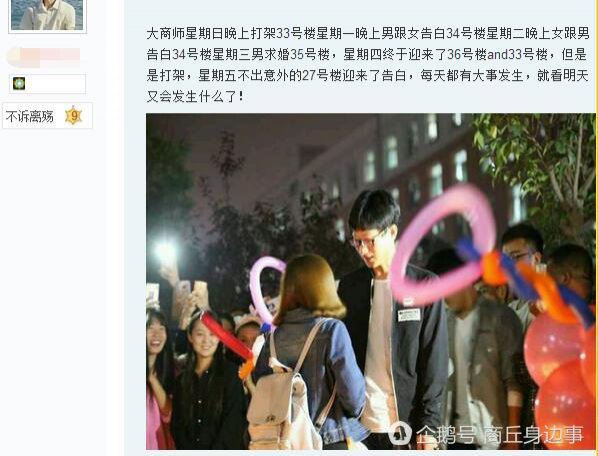 大商师星期日晚上打架33号楼星期一晚上男跟女告白34号楼星期二晚上女跟男
告白34号楼星期三男求婚35号楼，星期四终于迎来了36号楼and33号楼，但是
是打架，星期五不出意外的27号楼迎来了告白，每天都有大事发生，就看明天
又会发生什么了！
不诉离殇
9
企鹅号 商丘身边事